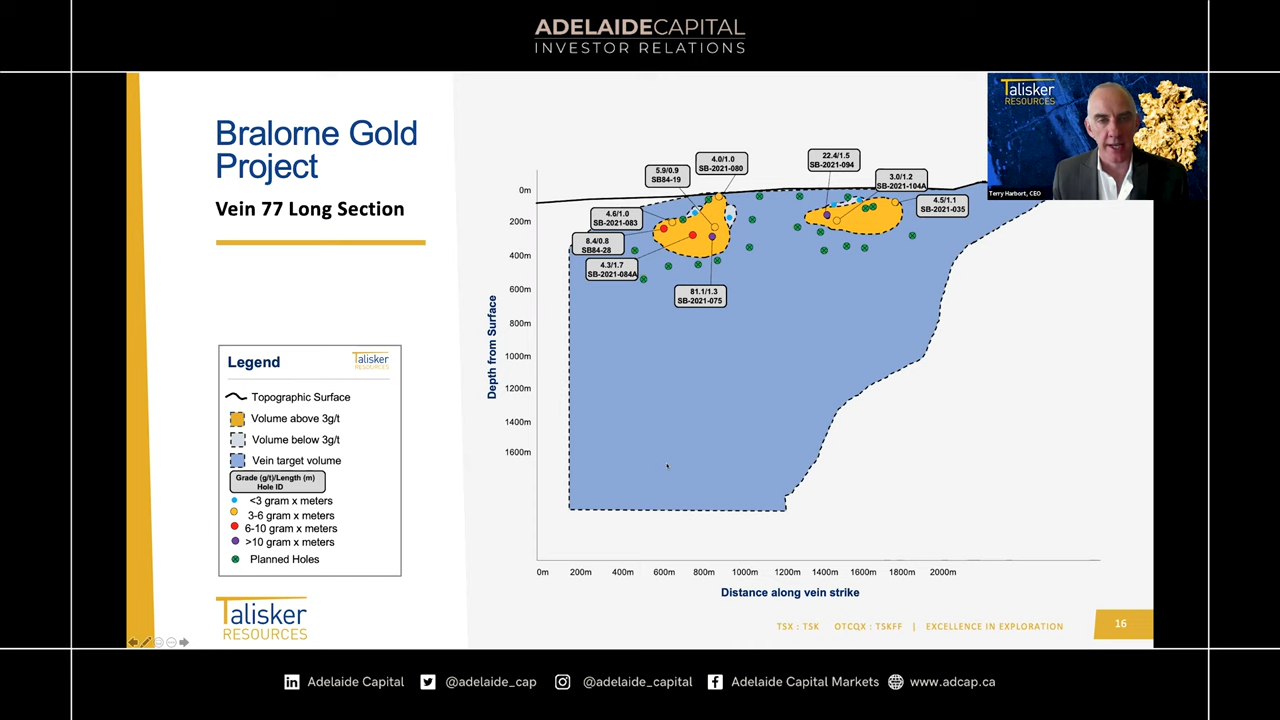 ADELAIDECAPITAL
INVESTOR RELATIONS
Bralorne Gold
Project
Vein 77 Long Section
Legend
Talisker
RESOURCES
Topographic Surface
Volume above 3g/t
Volume below 3g/t
Vein target volume
Grade (g/t)/Length (m)
Hole ID
<3 gram x meters
3-6 gram x meters
6-10 gram x meters
>10 gram x meters
Planned Holes
Talisker
RESOURCES
Depth from Surface
0m
200m
400m
600m
800m
1000m
1200m
1400m
1600m
4.0/1.0
SB-2021-080
5.9/0.9
SB84-19
4.6/1.0
SB-2021-083
8.4/0.8
SB84-28
4.3/1.7
SB-2021-084A
81.1/1.3
SB-2021-075
22.4/1.5
SB-2021-094
3.0/1.2
SB-2021-104A
4.5/1.1
SB-2021-035
0m 200m 400m 600m 800m 1000m 1200m 1400m 1600m 1800m 2000m
Distance along vein strike
Talisker
RESOURCES
Terry Harbort, CEO
TSX : TSK OTCQX : TSKFF | EXCELLENCE IN EXPLORATION
16
Adelaide Capital @adelaide_cap @adelaide_capital Adelaide Capital Markets www.adcap.ca